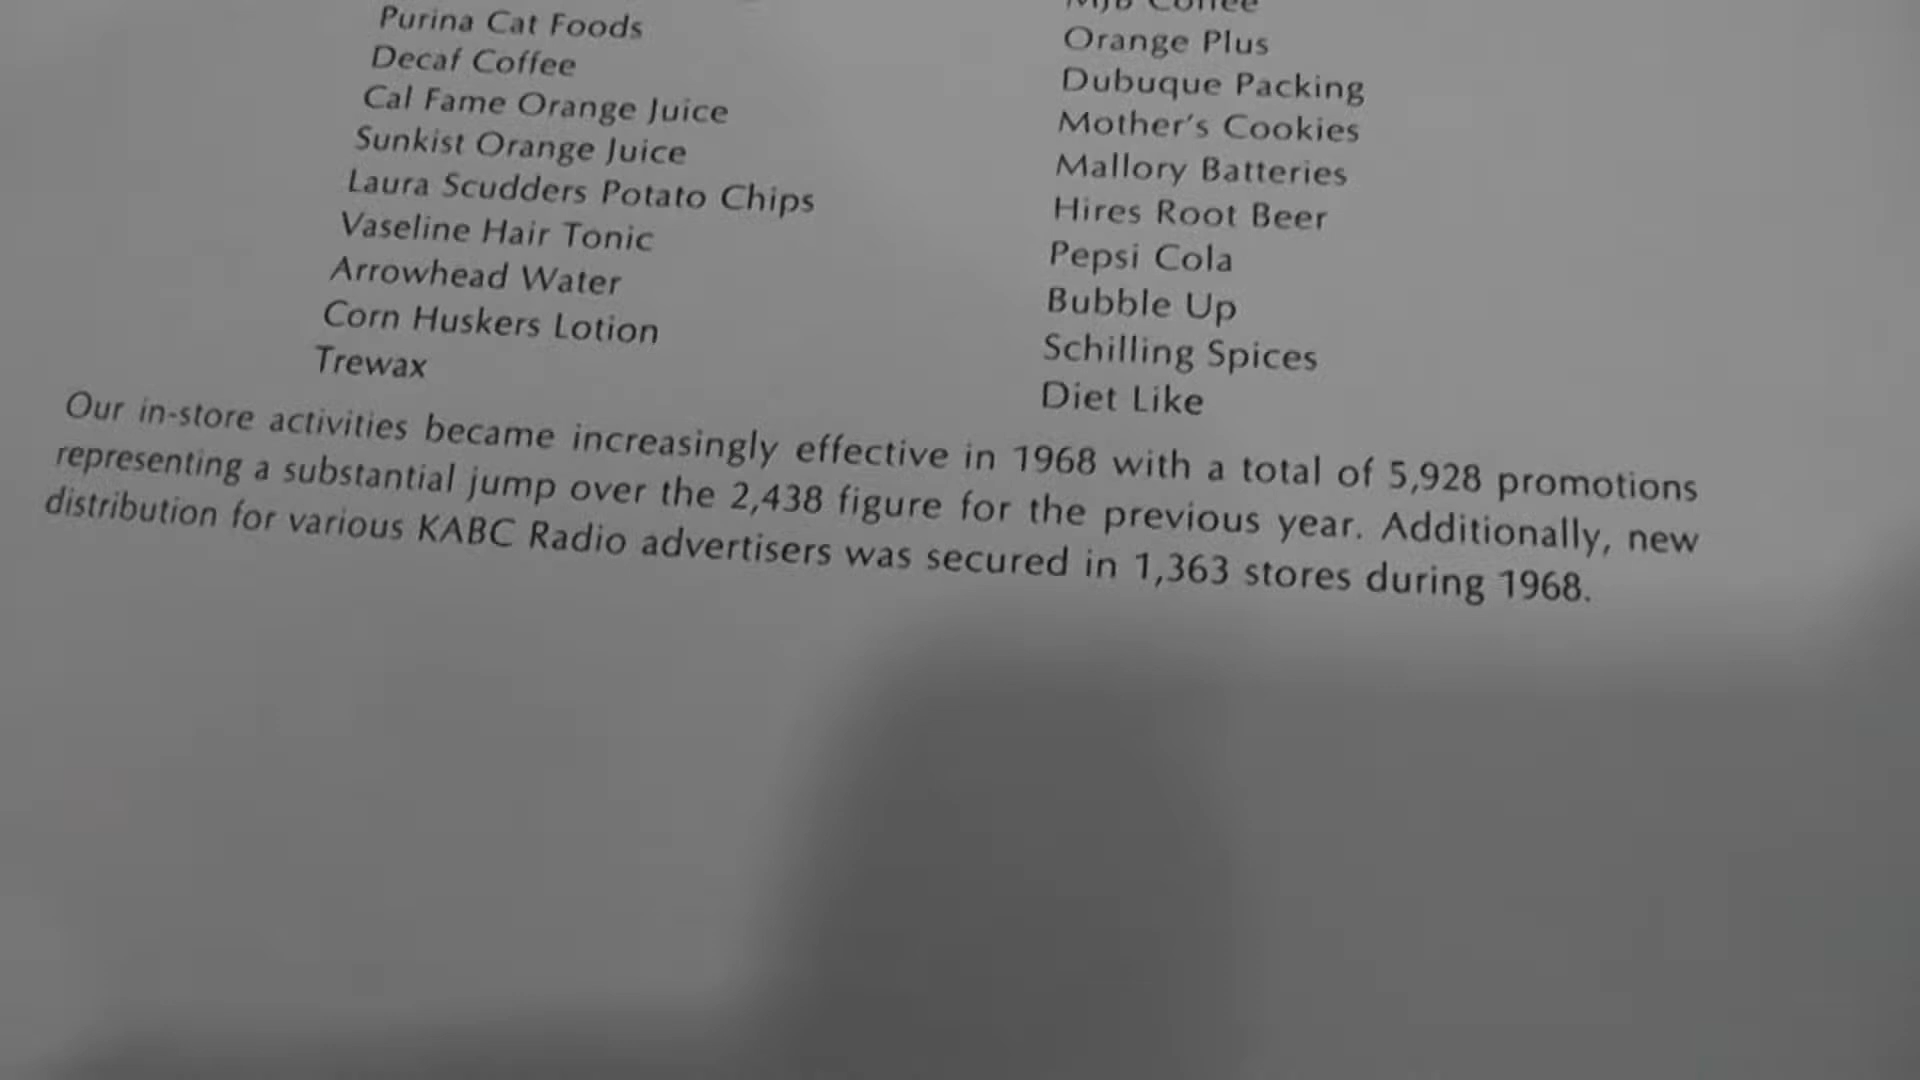 Purina Cat Foods
Decaf Coffee
Cal Fame Orange Juice
Sunkist Orange Juice
Laura Scudders Potato Chips
Vaseline Hair Tonic
Arrowhead Water
Corn Huskers Lotion
Trewax
MJB Coffee
Orange Plus
Dubuque Packing
Mother's Cookies
Mallory Batteries
Hires Root Beer
Pepsi Cola
Bubble Up
Schilling Spices
Diet Like
Our in-store activities became increasingly effective in 1968 with a total of 5,928 promotions
representing a substantial jump over the 2,438 figure for the previous year. Additionally, new
distribution for various KABC Radio advertisers was secured in 1,363 stores during 1968.